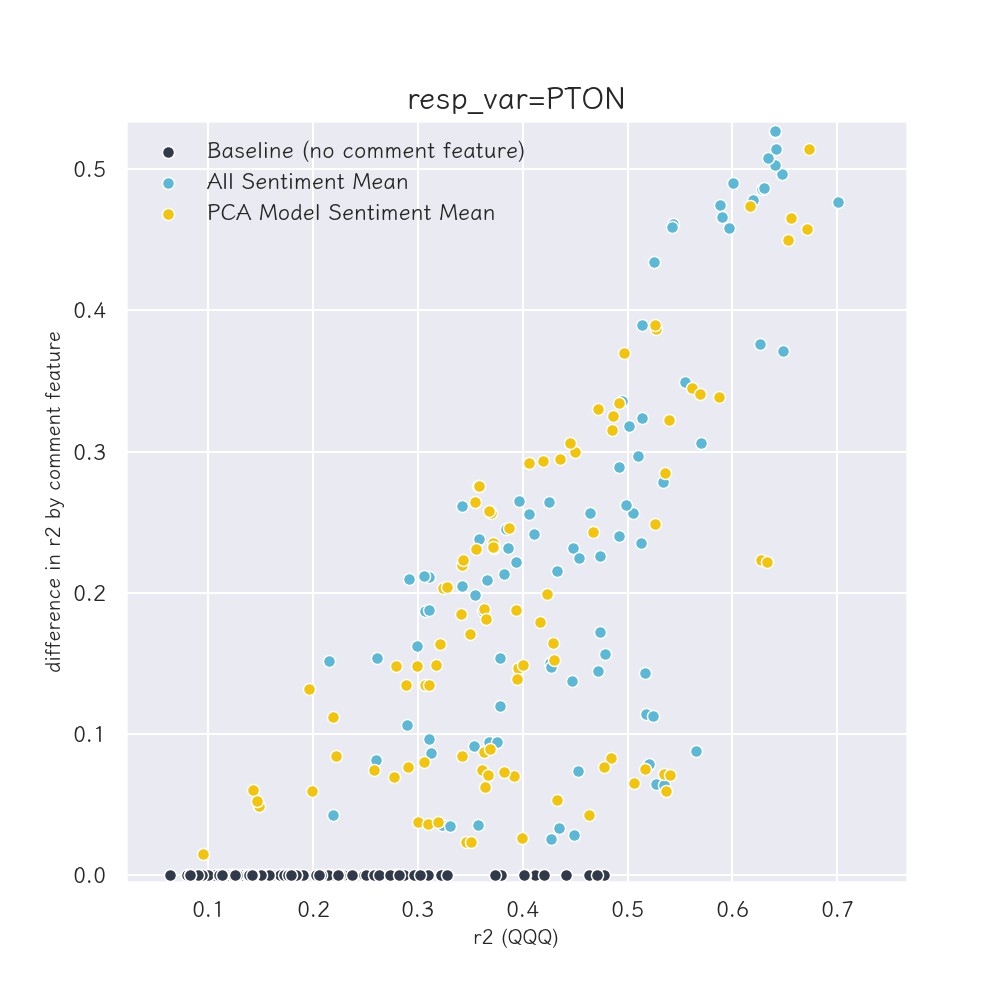 resp_var=PTON
Baseline (no comment feature)
All Sentiment Mean
PCA Model Sentiment Mean
0.5
0.4
0.3
0.2
0.1
0.0
difference in r2 by comment feature
0.1 0.2 0.3 0.4 0.5 0.6 0.7
r2 (QQQ)